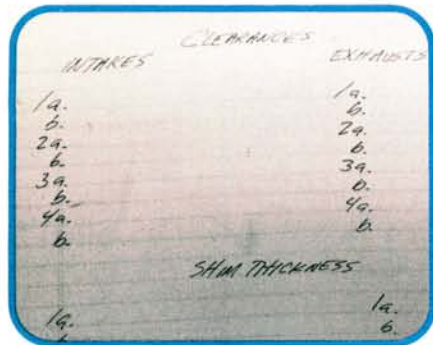 CLEARANCES
INTAKES EXHAUSTS
1a. 1a.
b. b.
2a. 2a.
b. b.
3a. 3a.
b. b.
4a. 4a.
b. b.
SHIM THICKNESS
1a. 1a.
b. b.